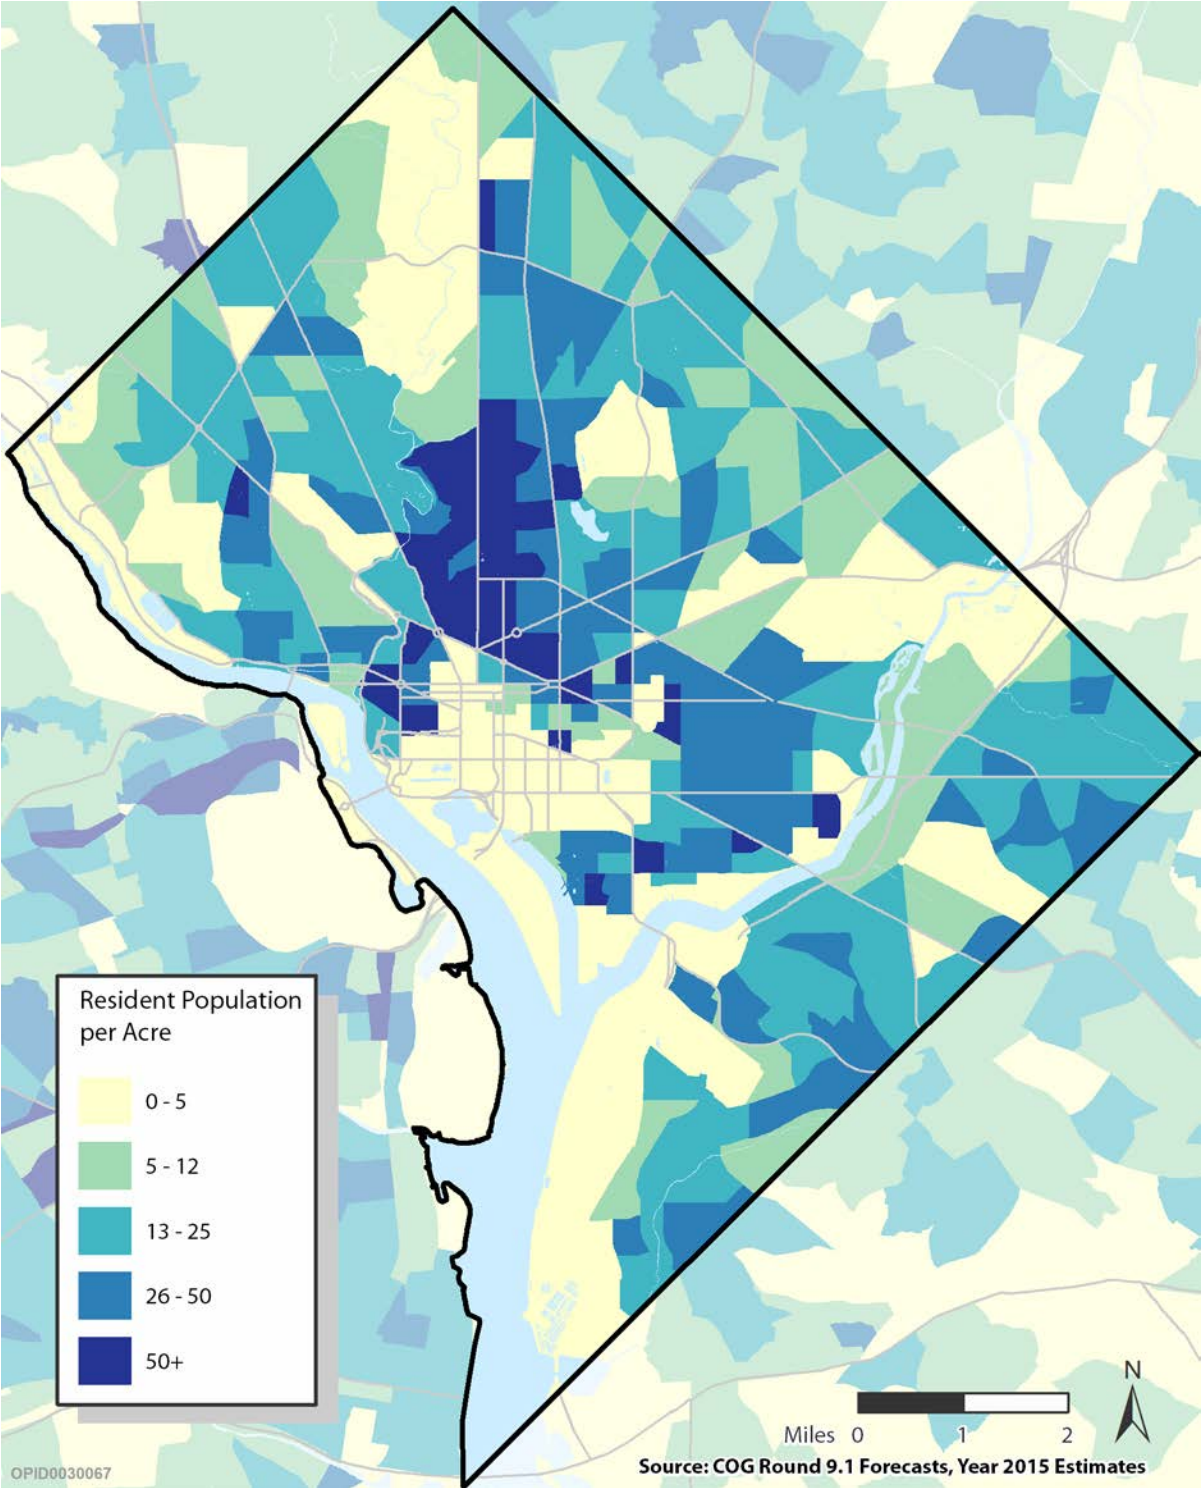 Resident Population
per Acre
0 - 5
5 - 12
13 - 25
26 - 50
50+
N
Miles 0 1 2
Source: COG Round 9.1 Forecasts, Year 2015 Estimates
OPID0030067